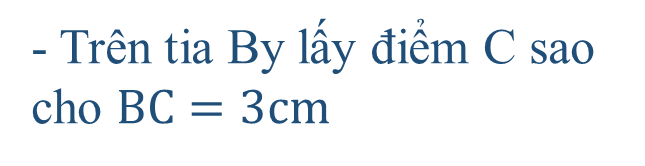 - Trên tia By lấy điểm C sao
cho BC = 3cm